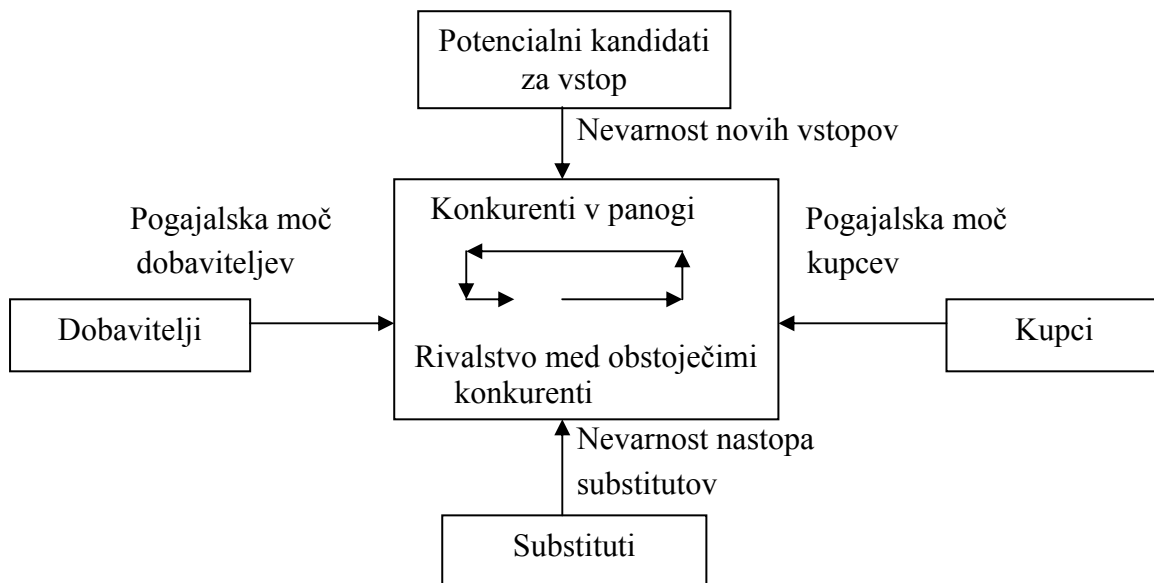 Potencialni kandidati
za vstop
Nevarnost novih vstopov
Pogajalska moč
dobaviteljev
Konkurenti v panogi
Pogajalska moč
kupcev
Dobavitelji
Kupci
Rivalstvo med obstoječimi
konkurenti
Nevarnost nastopa
substitutov
Substituti